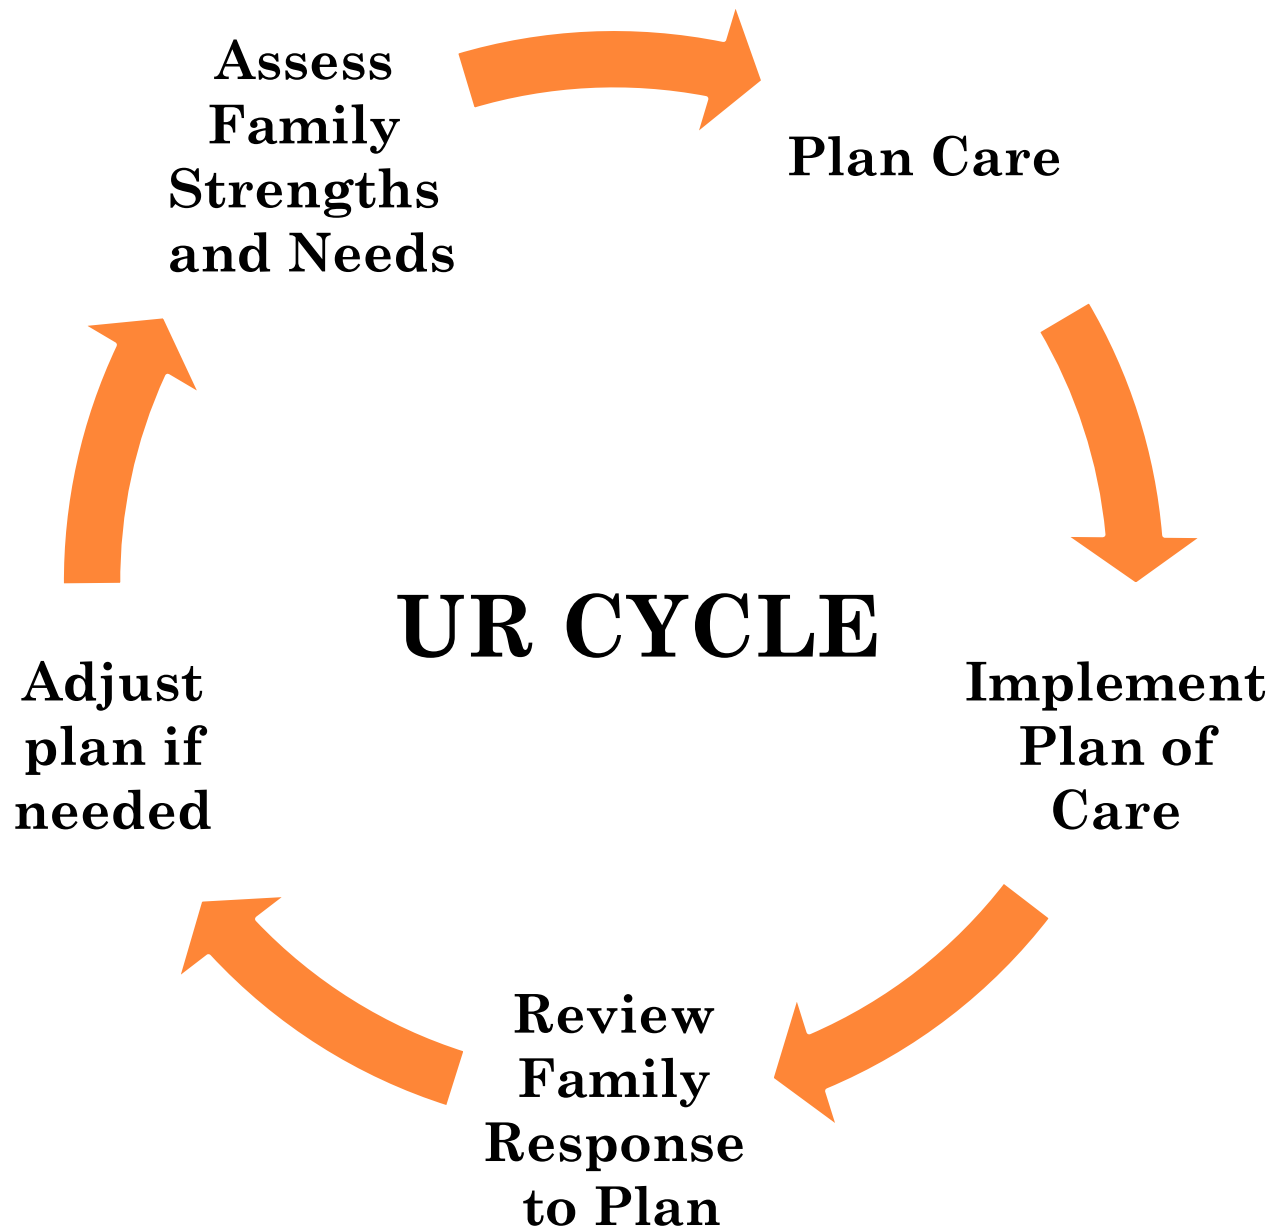 Assess
Family
Strengths
and Needs
Plan Care
UR CYCLE
Implement
Plan of
Care
Adjust
plan if
needed
Review
Family
Response
to Plan